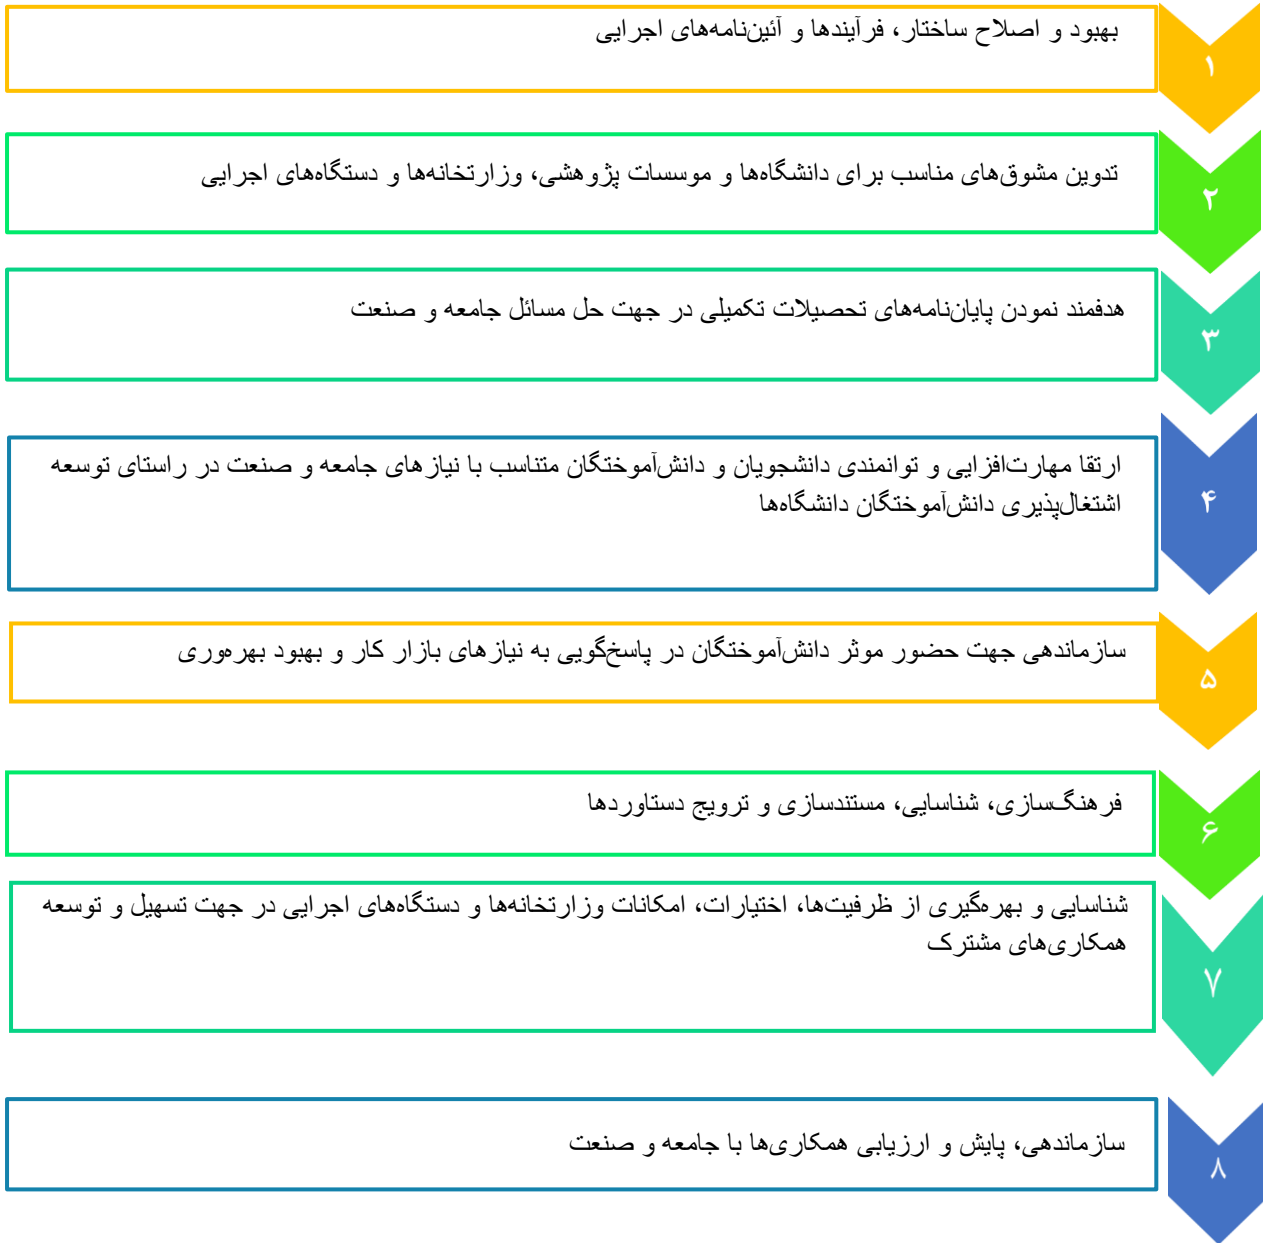 بهبود و اصلاح ساختار، فرآیندها و آئین‌نامه‌های اجرایی
۱
تدوین مشوق‌های مناسب برای دانشگاه‌ها و موسسات پژوهشی، وزارتخانه‌ها و دستگاه‌های اجرایی
۲
هدفمند نمودن پایان‌نامه‌های تحصیلات تکمیلی در جهت حل مسائل جامعه و صنعت
۳
ارتقا مهارت‌افزایی و توانمندی دانشجویان و دانش‌آموختگان متناسب با نیازهای جامعه و صنعت در راستای توسعه
اشتغال‌پذیری دانش‌آموختگان دانشگاه‌ها
۴
سازماندهی جهت حضور موثر دانش‌آموختگان در پاسخ‌گویی به نیازهای بازار کار و بهبود بهره‌وری
۵
فرهنگ‌سازی، شناسایی، مستندسازی و ترویج دستاوردها
۶
شناسایی و بهره‌گیری از ظرفیت‌ها، اختیارات، امکانات وزارتخانه‌ها و دستگاه‌های اجرایی در جهت تسهیل و توسعه
همکاری‌های مشترک
۷
سازماندهی، پایش و ارزیابی همکاری‌ها با جامعه و صنعت
۸